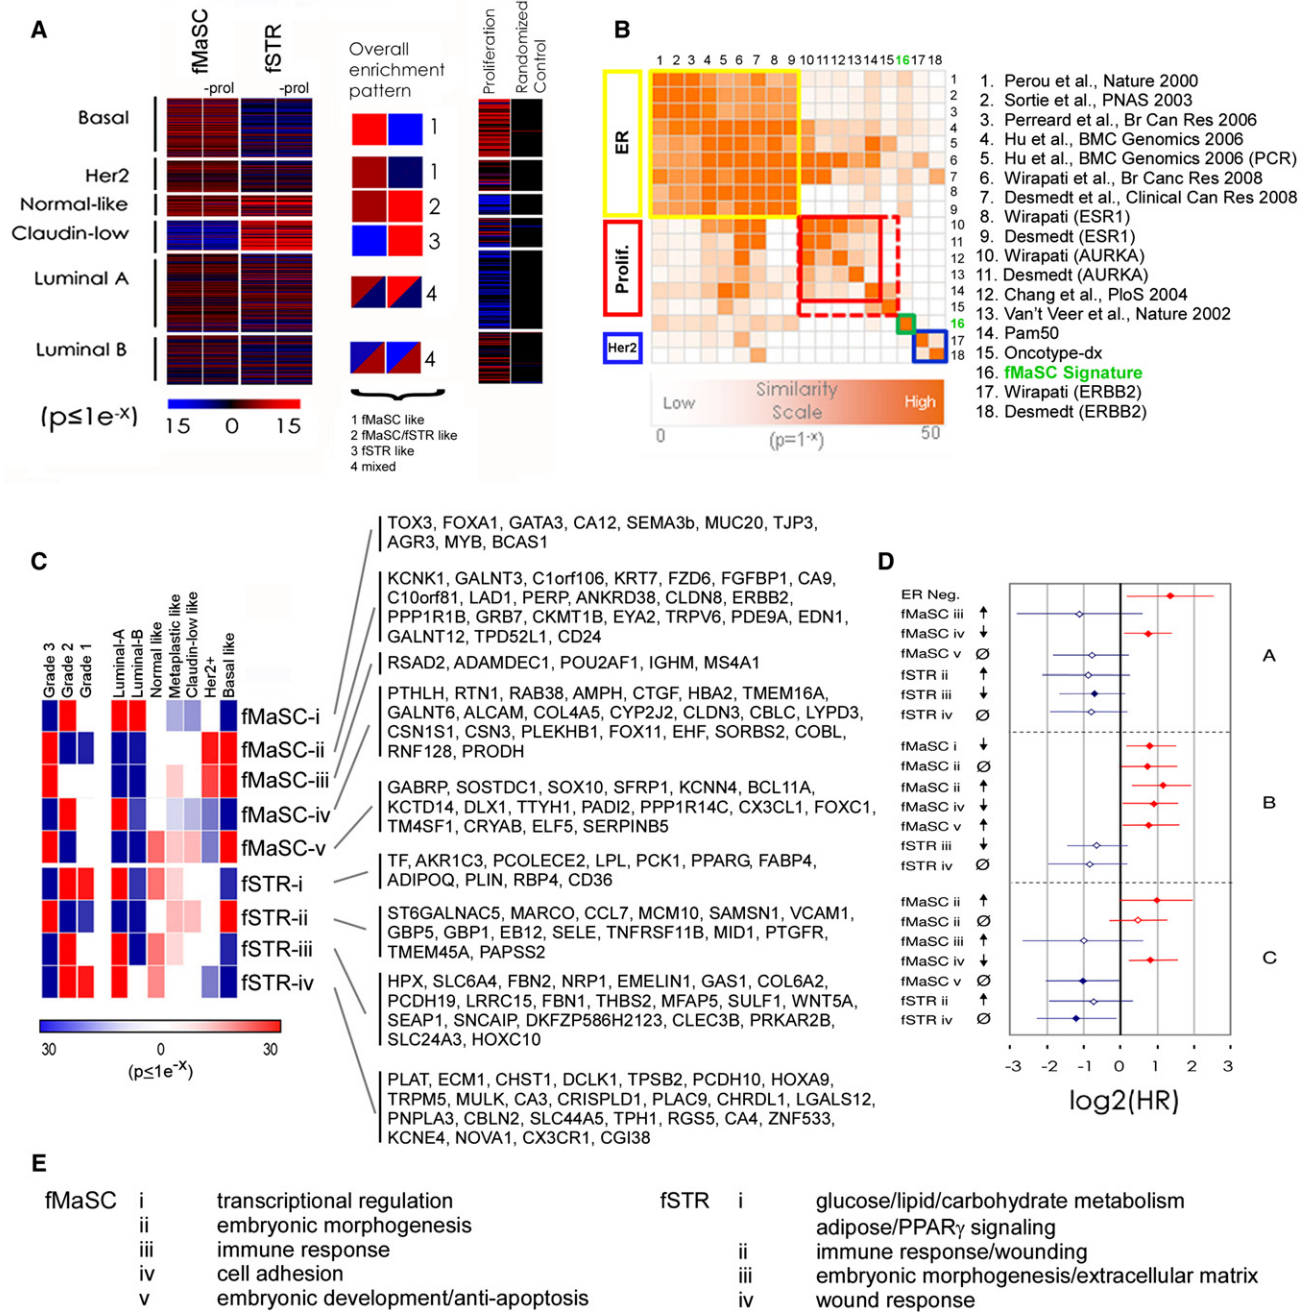 A
fMaSC
fSTR
-prol
-prol
Overall
enrichment
pattern
Proliferation
Randomized
Control
Basal
Her2
Normal-like
Claudin-low
Luminal A
Luminal B
1
1
2
3
4
4
(p≤1e-x)
15 0 15
1 fMaSC like
2 fMaSC/fSTR like
3 fSTR like
4 mixed
B
1 2 3 4 5 6 7 8 9 10 11 12 13 14 15 16 17 18
ER
Prolif.
Her2
1
2
3
4
5
6
7
8
9
10
11
12
13
14
15
16
17
18
Low
Similarity
Scale
High
0
(p=1-x)
50
1. Perou et al., Nature 2000
2. Sortie et al., PNAS 2003
3. Perreard et al., Br Can Res 2006
4. Hu et al., BMC Genomics 2006
5. Hu et al., BMC Genomics 2006 (PCR)
6. Wirapati et al., Br Canc Res 2008
7. Desmedt et al., Clinical Can Res 2008
8. Wirapati (ESR1)
9. Desmedt (ESR1)
10. Wirapati (AURKA)
11. Desmedt (AURKA)
12. Chang et al., PloS 2004
13. Van't Veer et al., Nature 2002
14. Pam50
15. Oncotype-dx
16. fMaSC Signature
17. Wirapati (ERBB2)
18. Desmedt (ERBB2)
C
Grade 3
Grade 2
Grade 1
Luminal-A
Luminal-B
Normal like
Metaplastic like
Claudin-low like
Her2+
Basal like
fMaSC-i
fMaSC-ii
fMaSC-iii
fMaSC-iv
fMaSC-v
fSTR-i
fSTR-ii
fSTR-iii
fSTR-iv
30 0 30
(p≤1e-x)
TOX3, FOXA1, GATA3, CA12, SEMA3b, MUC20, TJP3,
AGR3, MYB, BCAS1
KCNK1, GALNT3, C1orf106, KRT7, FZD6, FGFBP1, CA9,
C10orf81, LAD1, PERP, ANKRD38, CLDN8, ERBB2,
PPP1R1B, GRB7, CKMT1B, EYA2, TRPV6, PDE9A, EDN1,
GALNT12, TPD52L1, CD24
RSAD2, ADAMDEC1, POU2AF1, IGHM, MS4A1
PTHLH, RTN1, RAB38, AMPH, CTGF, HBA2, TMEM16A,
GALNT6, ALCAM, COL4A5, CYP2J2, CLDN3, CBLC, LYPD3,
CSN1S1, CSN3, PLEKHB1, FOX11, EHF, SORBS2, COBL,
RNF128, PRODH
GABRP, SOSTDC1, SOX10, SFRP1, KCNN4, BCL11A,
KCTD14, DLX1, TTYH1, PADI2, PPP1R14C, CX3CL1, FOXC1,
TM4SF1, CRYAB, ELF5, SERPINB5
TF, AKR1C3, PCOLECE2, LPL, PCK1, PPARG, FABP4,
ADIPOQ, PLIN, RBP4, CD36
ST6GALNAC5, MARCO, CCL7, MCM10, SAMSN1, VCAM1,
GBP5, GBP1, EB12, SELE, TNFRSF11B, MID1, PTGFR,
TMEM45A, PAPSS2
HPX, SLC6A4, FBN2, NRP1, EMELIN1, GAS1, COL6A2,
PCDH19, LRRC15, FBN1, THBS2, MFAP5, SULF1, WNT5A,
SEAP1, SNCAIP, DKFZP586H2123, CLEC3B, PRKAR2B,
SLC24A3, HOXC10
PLAT, ECM1, CHST1, DCLK1, TPSB2, PCDH10, HOXA9,
TRPM5, MULK, CA3, CRISPLD1, PLAC9, CHRDL1, LGALS12,
PNPLA3, CBLN2, SLC44A5, TPH1, RGS5, CA4, ZNF533,
KCNE4, NOVA1, CX3CR1, CGI38
D
ER Neg.
fMaSC iii ↑
fMaSC iv ↓
fMaSC v Ø
fSTR ii ↑
fSTR iii ↓
fSTR iv Ø
A
fMaSC i ↓
fMaSC ii Ø
fMaSC ii ↑
fMaSC iv ↓
fMaSC v ↑
fSTR iii ↓
fSTR iv Ø
B
fMaSC ii ↑
fMaSC ii Ø
fMaSC iii ↑
fMaSC iv ↓
fMaSC v Ø
fSTR ii ↑
fSTR iv Ø
C
-3 -2 -1 0 1 2 3
log2(HR)
E
fMaSC i transcriptional regulation
ii embryonic morphogenesis
iii immune response
iv cell adhesion
v embryonic development/anti-apoptosis
fSTR i glucose/lipid/carbohydrate metabolism
adipose/PPARγ signaling
ii immune response/wounding
iii embryonic morphogenesis/extracellular matrix
iv wound response